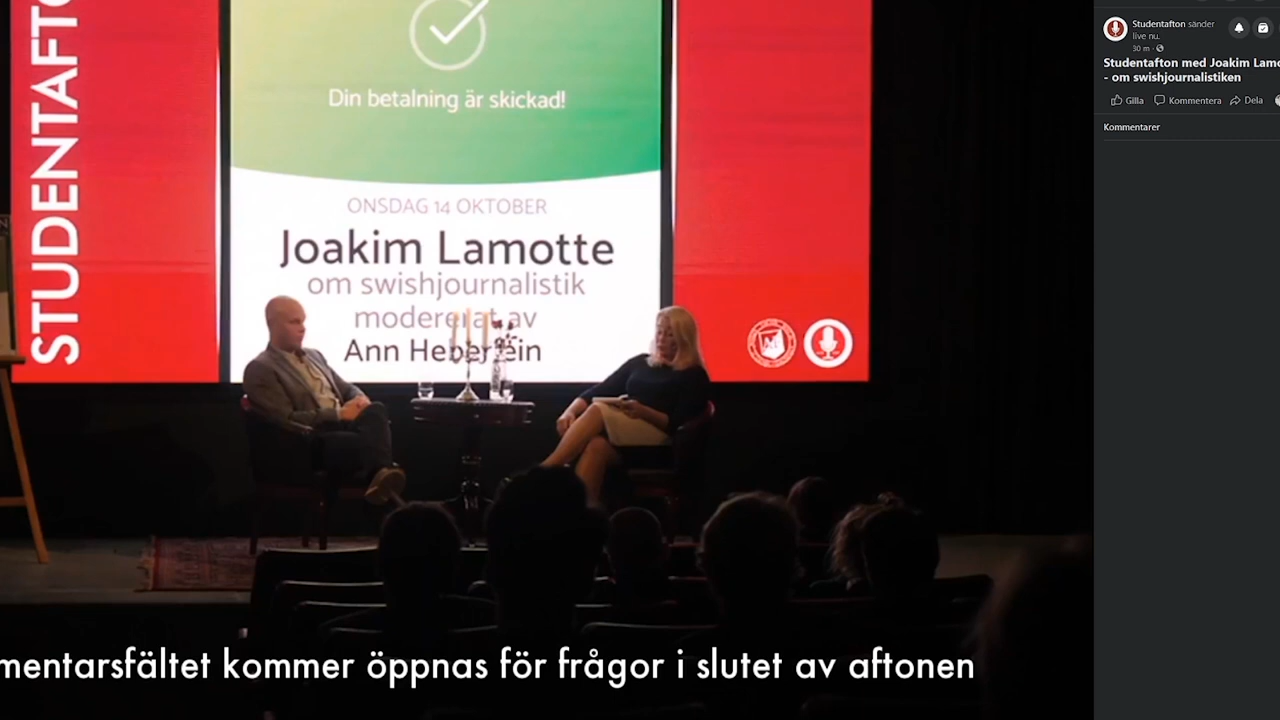 STUDENTAFTO
Din betalning är skickad!
ONSDAG 14 OKTOBER
Joakim Lamotte
om swishjournalistik
modererat av
Ann Heberlein
mentarsfältet kommer öppnas för frågor i slutet av aftonen
Studentafton sänder
live nu.
30 m
Studentafton med Joakim Lamo
- om swishjournalistiken
Gilla
Kommentera
Dela
Kommentarer